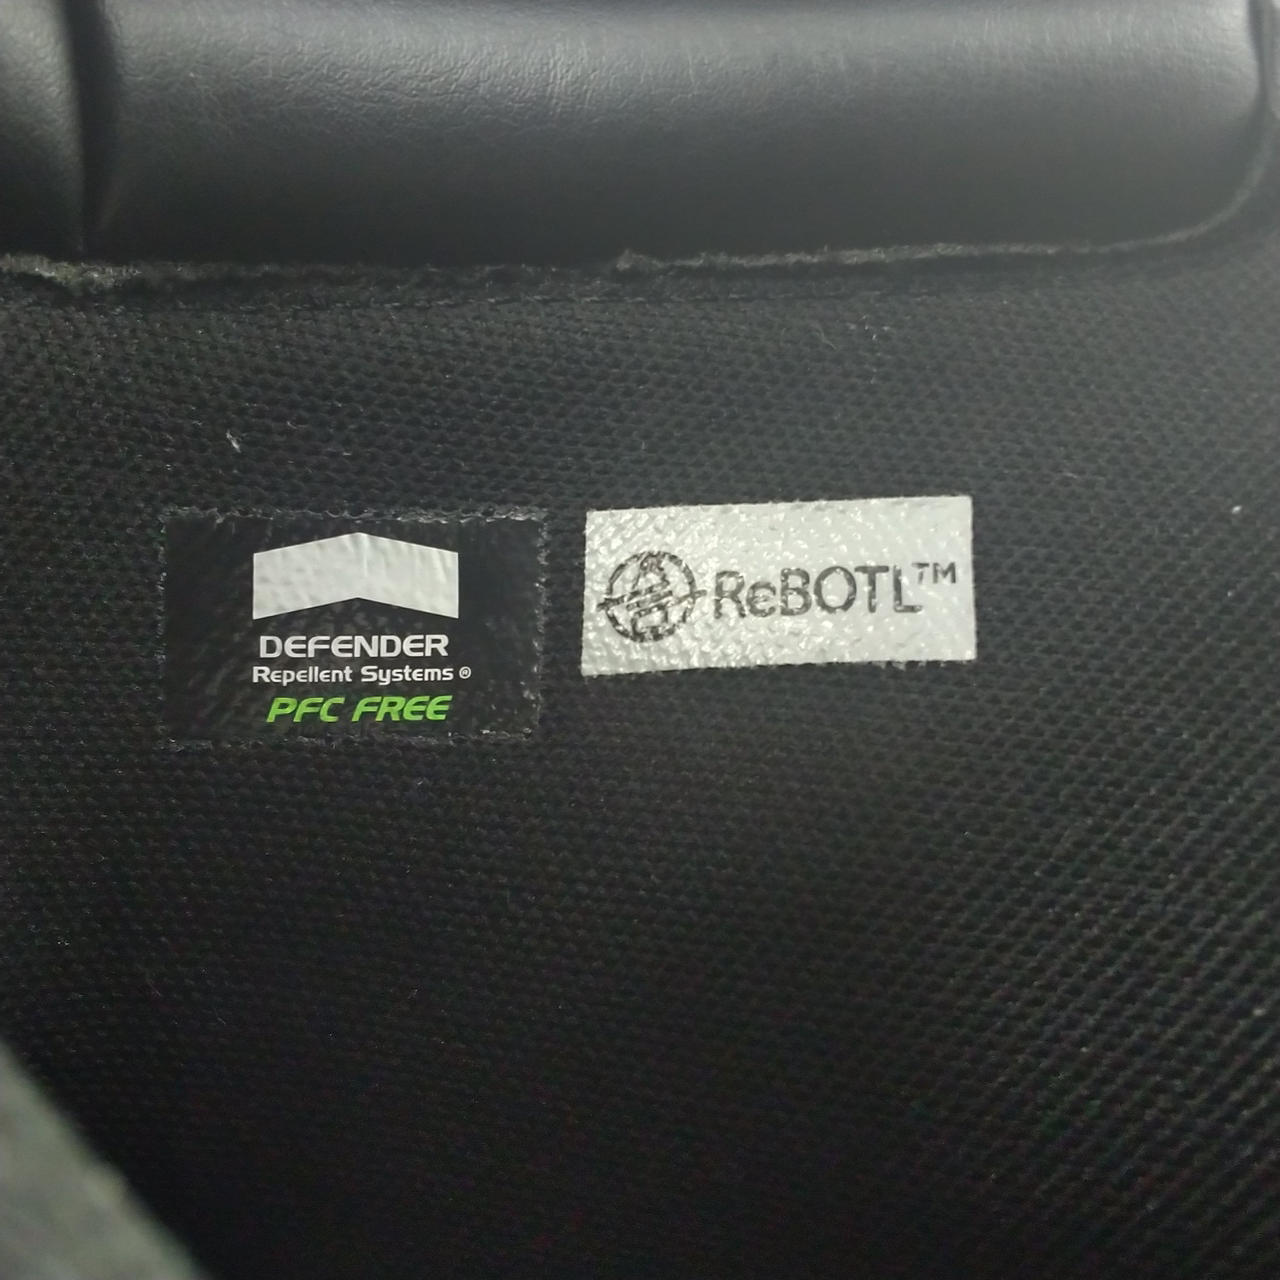 DEFENDER
Repellent Systems ®
PFC FREE
ReBOTL™